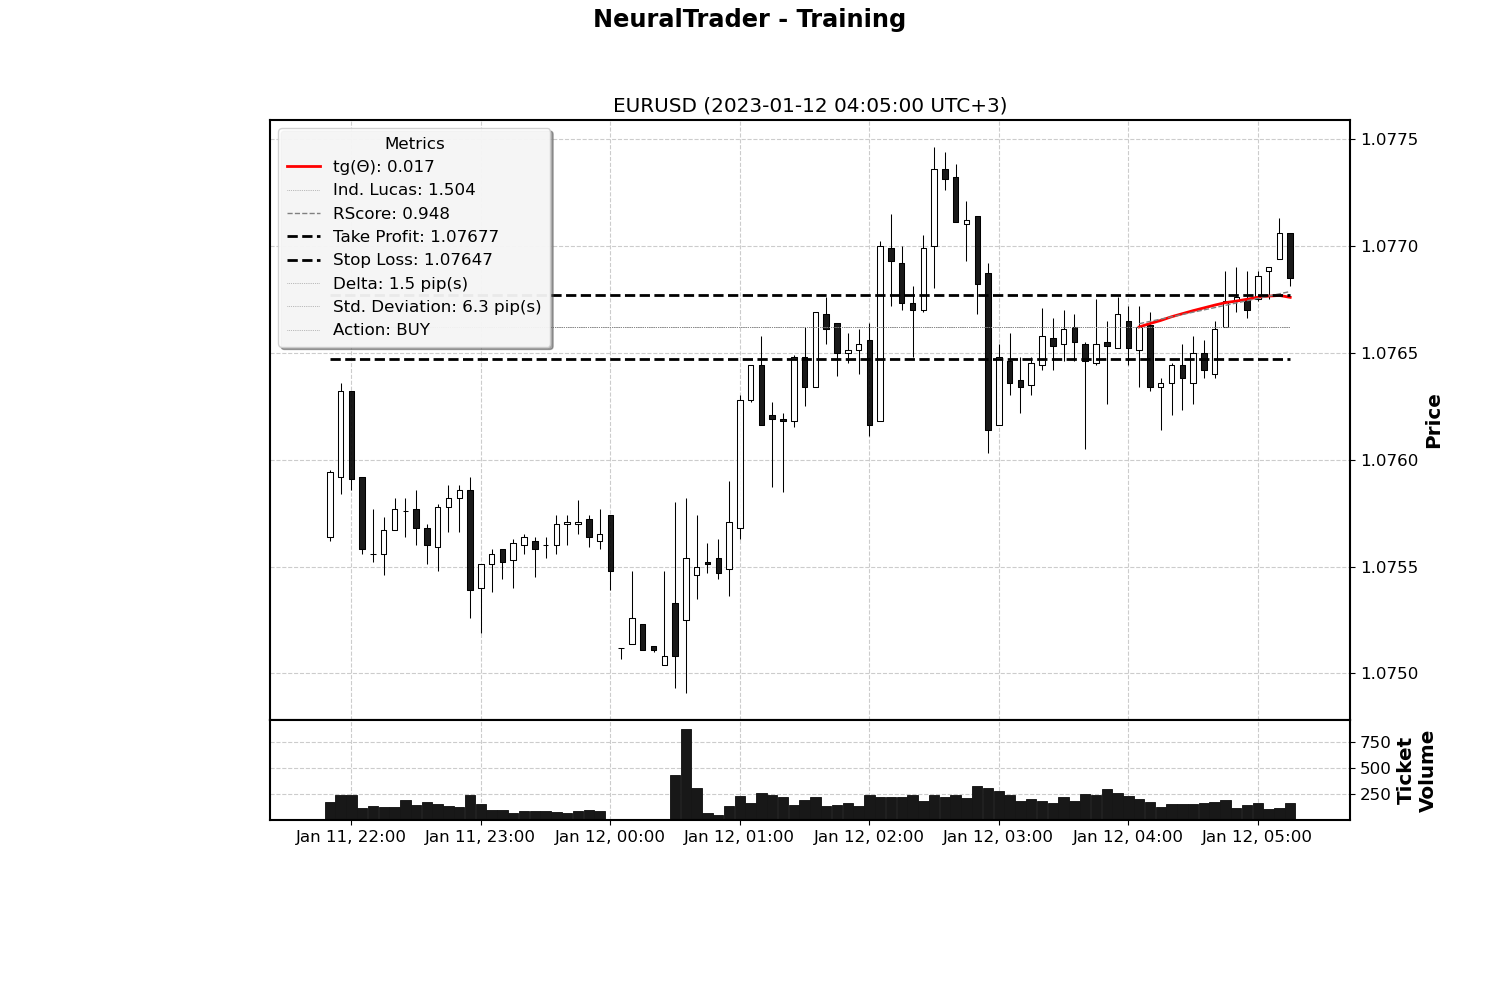 NeuralTrader - Training
EURUSD (2023-01-12 04:05:00 UTC+3)
Metrics
tg(Θ): 0.017
Ind. Lucas: 1.504
RScore: 0.948
Take Profit: 1.07677
Stop Loss: 1.07647
Delta: 1.5 pip(s)
Std. Deviation: 6.3 pip(s)
Action: BUY
1.0775
1.0770
1.0765
1.0760
1.0755
1.0750
Price
750
500
250
Ticket
Volume
Jan 11, 22:00 Jan 11, 23:00 Jan 12, 00:00 Jan 12, 01:00 Jan 12, 02:00 Jan 12, 03:00 Jan 12, 04:00 Jan 12, 05:00